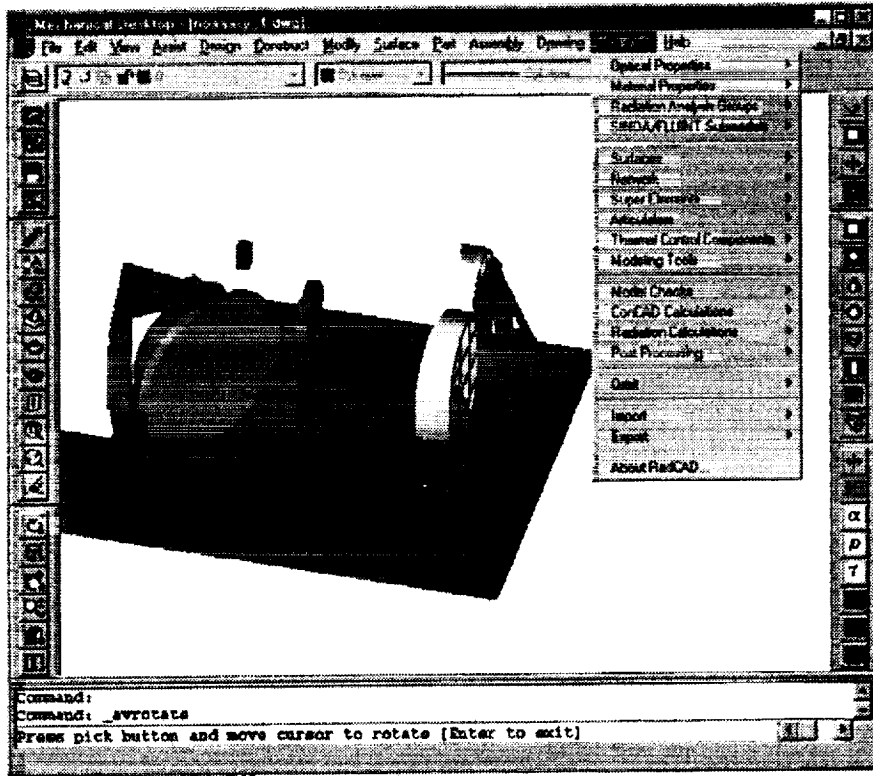 Mechanical Desktop
File Edit View Assist Design Construct Modify Surface Part Assembly Drawing Help
Optical Properties
Material Properties
Radiation Analysis Groups
SINDA/FLUINT Submodels
Surfaces
Network
Super Elements
Articulators
Thermal Control Components
Modeling Tools
Model Checks
ConCAD Calculations
Radiation Calculations
Post Processing
Orbit
Import
Export
About RadCAD...
α
ρ
T
Command:
Command: _avrotate
Press pick button and move cursor to rotate [Enter to exit]